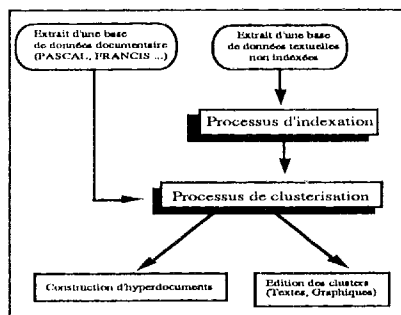 Extrait d'une base
de données documentaire
(PASCAL, FRANCIS ...)
Extrait d'une base
de données textuelles
non indexées
Processus d'indexation
Processus de clusterisation
Construction d'hyperdocuments
Edition des clusters
(Textes, Graphiques)